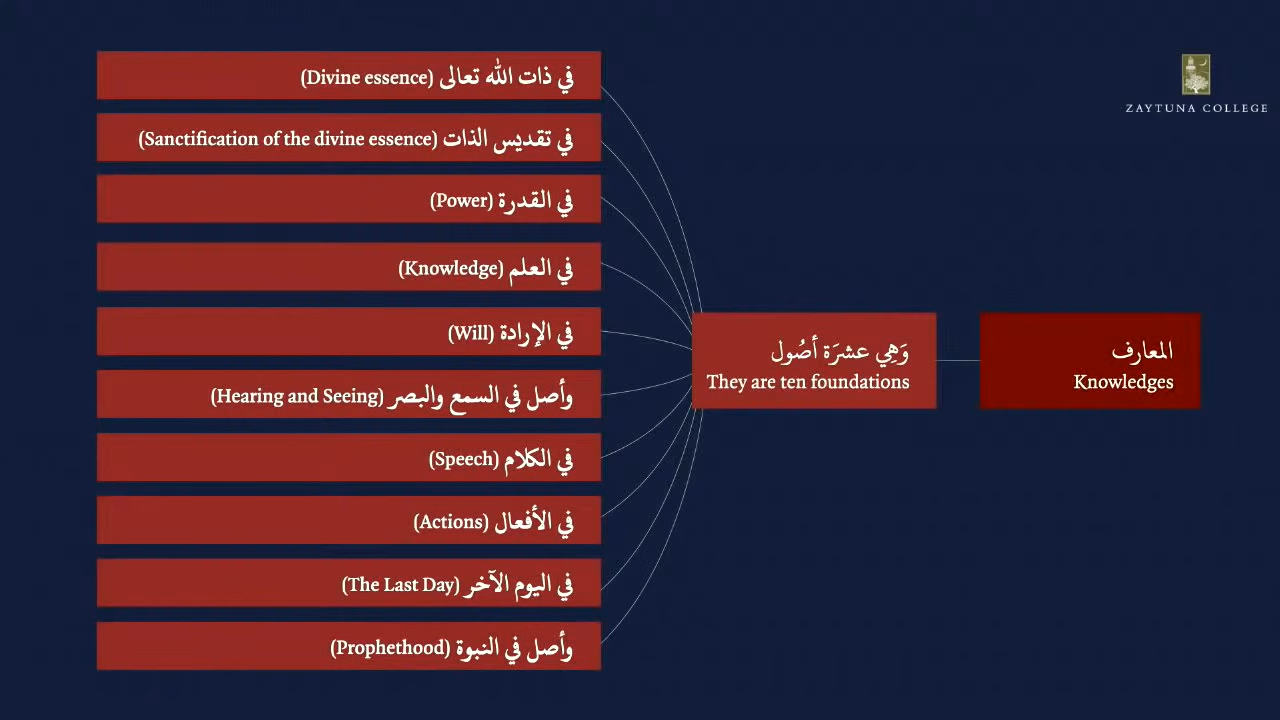 ZAYTUNA COLLEGE
المعارف
Knowledges
وَهِي عشرَة أصُول
They are ten foundations
في ذات الله تعالى (Divine essence)
في تقديس الذات (Sanctification of the divine essence)
في القدرة (Power)
في العلم (Knowledge)
في الإرادة (Will)
وأصل في السمع والبصر (Hearing and Seeing)
في الكلام (Speech)
في الأفعال (Actions)
في اليوم الآخر (The Last Day)
وأصل في النبوة (Prophethood)